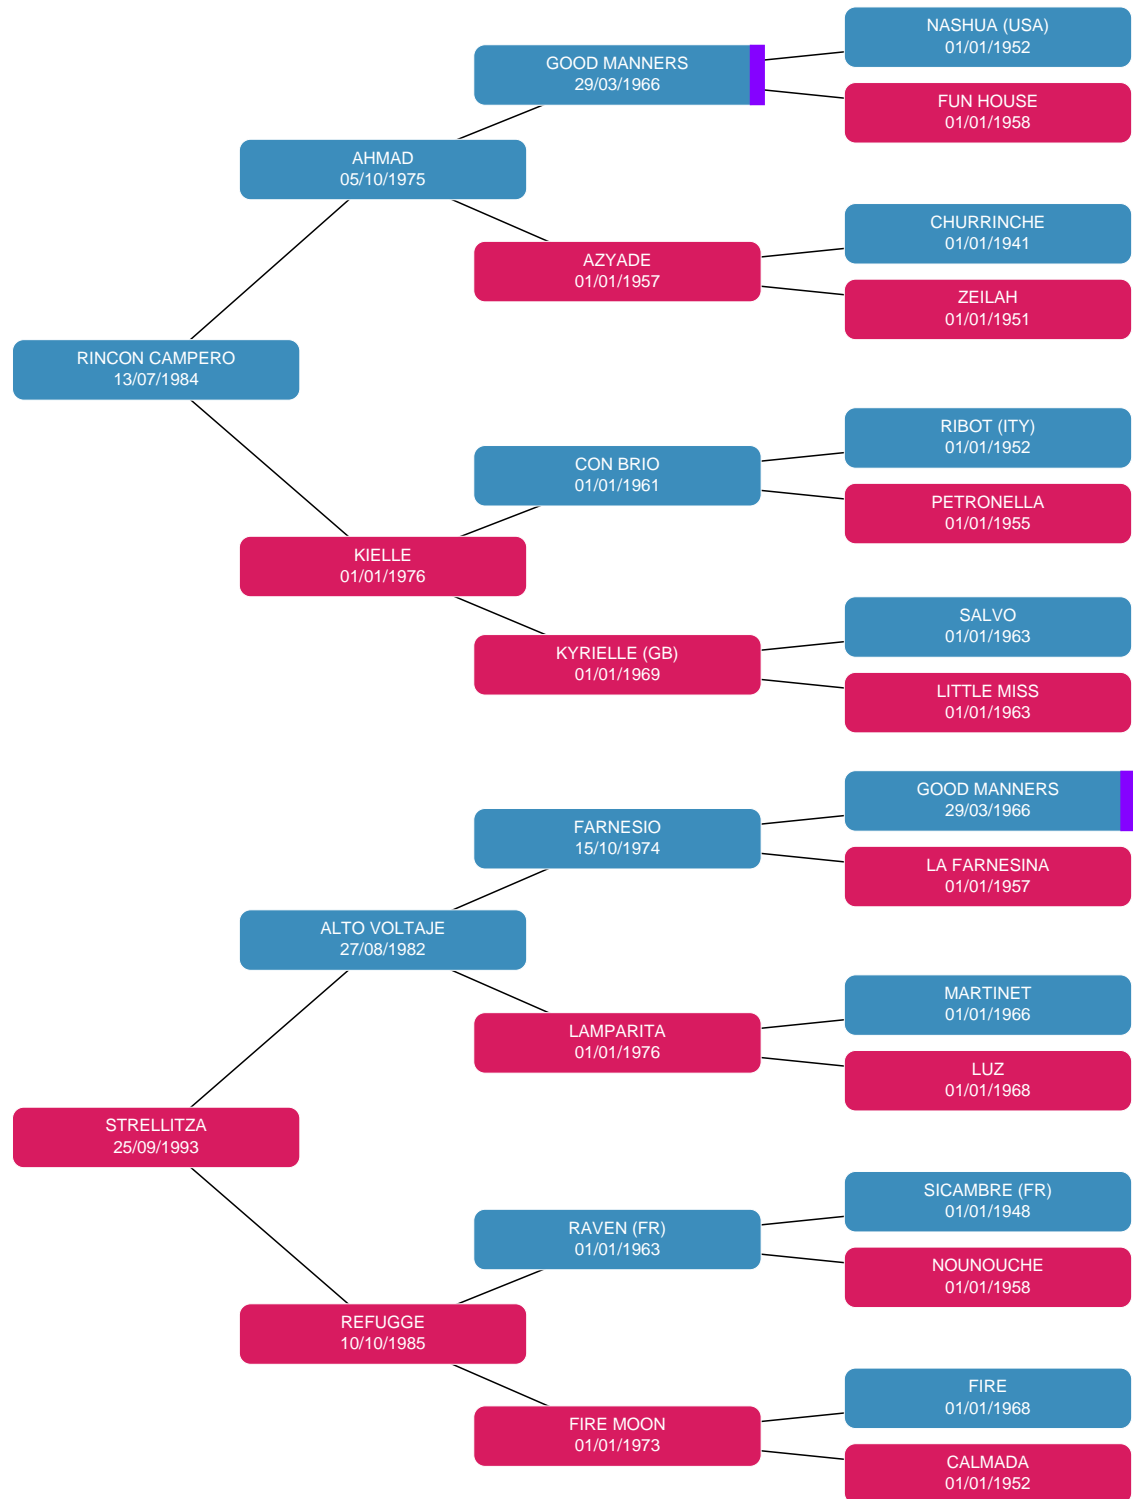 NASHUA (USA)
01/01/1952
GOOD MANNERS
29/03/1966
FUN HOUSE
01/01/1958
AHMAD
05/10/1975
CHURRINCHE
01/01/1941
AZYADE
01/01/1957
ZEILAH
01/01/1951
RINCON CAMPERO
13/07/1984
RIBOT (ITY)
01/01/1952
CON BRIO
01/01/1961
PETRONELLA
01/01/1955
KIELLE
01/01/1976
SALVO
01/01/1963
KYRIELLE (GB)
01/01/1969
LITTLE MISS
01/01/1963
GOOD MANNERS
29/03/1966
FARNESIO
15/10/1974
LA FARNESINA
01/01/1957
ALTO VOLTAJE
27/08/1982
MARTINET
01/01/1966
LAMPARITA
01/01/1976
LUZ
01/01/1968
STRELLITZA
25/09/1993
SICAMBRE (FR)
01/01/1948
RAVEN (FR)
01/01/1963
NOUNOUCHE
01/01/1958
REFUGGE
10/10/1985
FIRE
01/01/1968
FIRE MOON
01/01/1973
CALMADA
01/01/1952